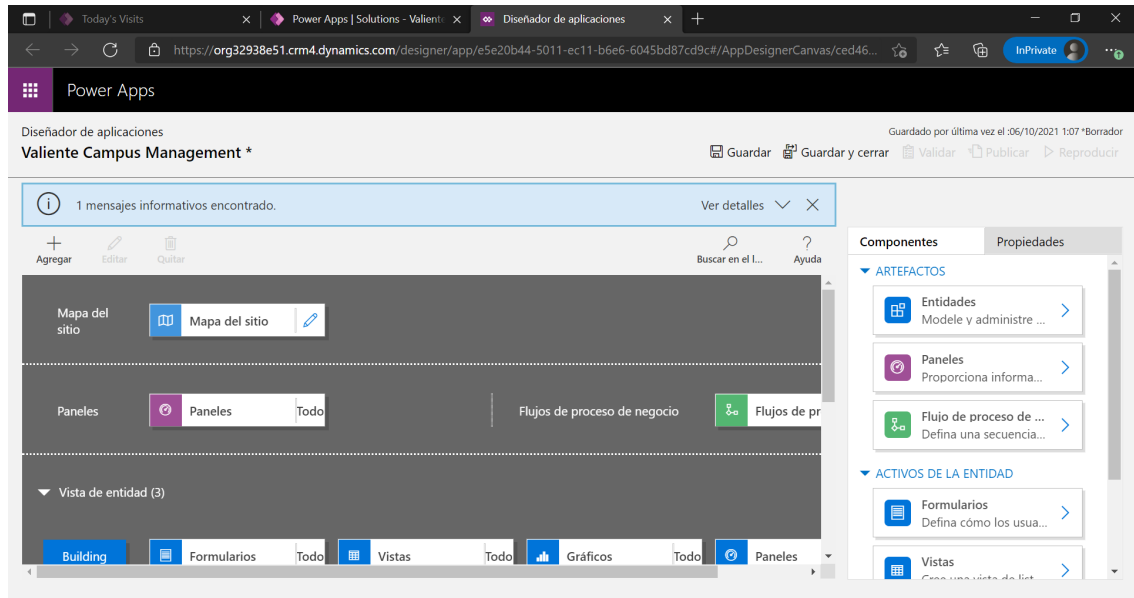 Today's Visits
Power Apps | Solutions - Valiente
Diseñador de aplicaciones
https://org32938e51.crm4.dynamics.com/designer/app/e5e20b44-5011-ec11-b6e6-6045bd87cd9c#/AppDesignerCanvas/ced46...
InPrivate
Power Apps
Diseñador de aplicaciones
Guardado por última vez el :06/10/2021 1:07 *Borrador
Valiente Campus Management *
Guardar Guardar y cerrar Validar Publicar Reproducir
1 mensajes informativos encontrado.
Ver detalles
Agregar Editar Quitar
Buscar en el l... Ayuda
Mapa del sitio
Mapa del sitio
Paneles
Paneles Todo
Flujos de proceso de negocio
Flujos de pr
Vista de entidad (3)
Building
Formularios Todo
Vistas Todo
Gráficos Todo
Paneles
Componentes Propiedades
ARTEFACTOS
Entidades
Modele y administre ...
Paneles
Proporciona informa...
Flujo de proceso de ...
Defina una secuencia...
ACTIVOS DE LA ENTIDAD
Formularios
Defina cómo los usua...
Vistas
Cree una vista de list